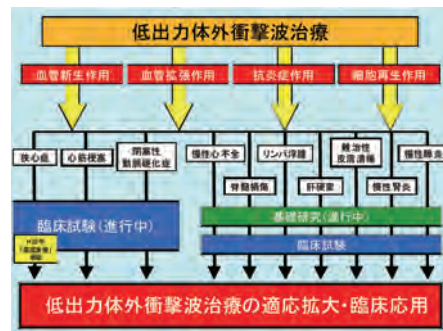 低出力体外衝撃波治療
血管新生作用
血管拡張作用
抗炎症作用
細胞再生作用
狭心症
心筋梗塞
閉塞性
動脈硬化症
慢性心不全
リンパ浮腫
難治性
皮膚潰瘍
慢性膵炎
脊髄損傷
肝硬変
慢性腎炎
臨床試験(進行中)
基礎研究(進行中)
臨床試験
低出力体外衝撃波治療の適応拡大・臨床応用